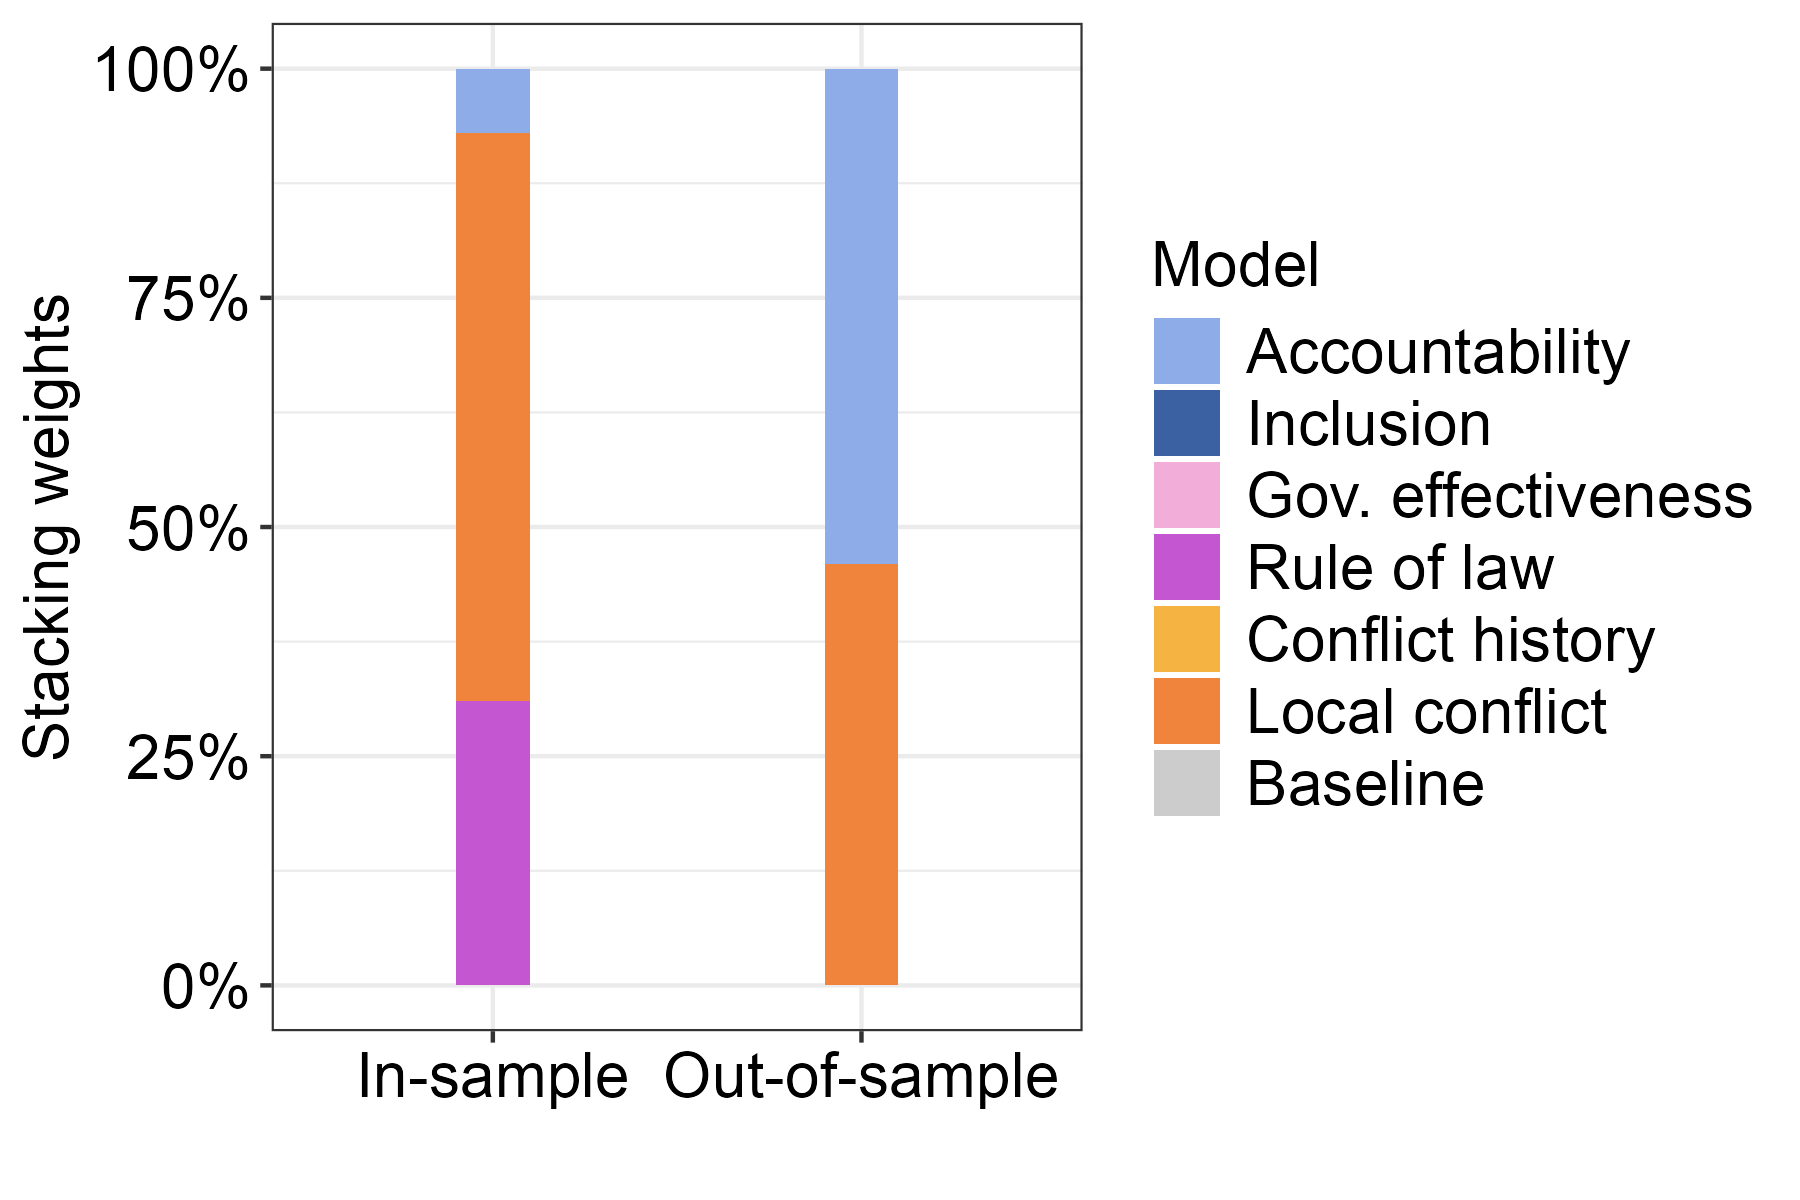 100%
75%
50%
25%
0%
Stacking weights
In-sample
Out-of-sample
Model
Accountability
Inclusion
Gov. effectiveness
Rule of law
Conflict history
Local conflict
Baseline